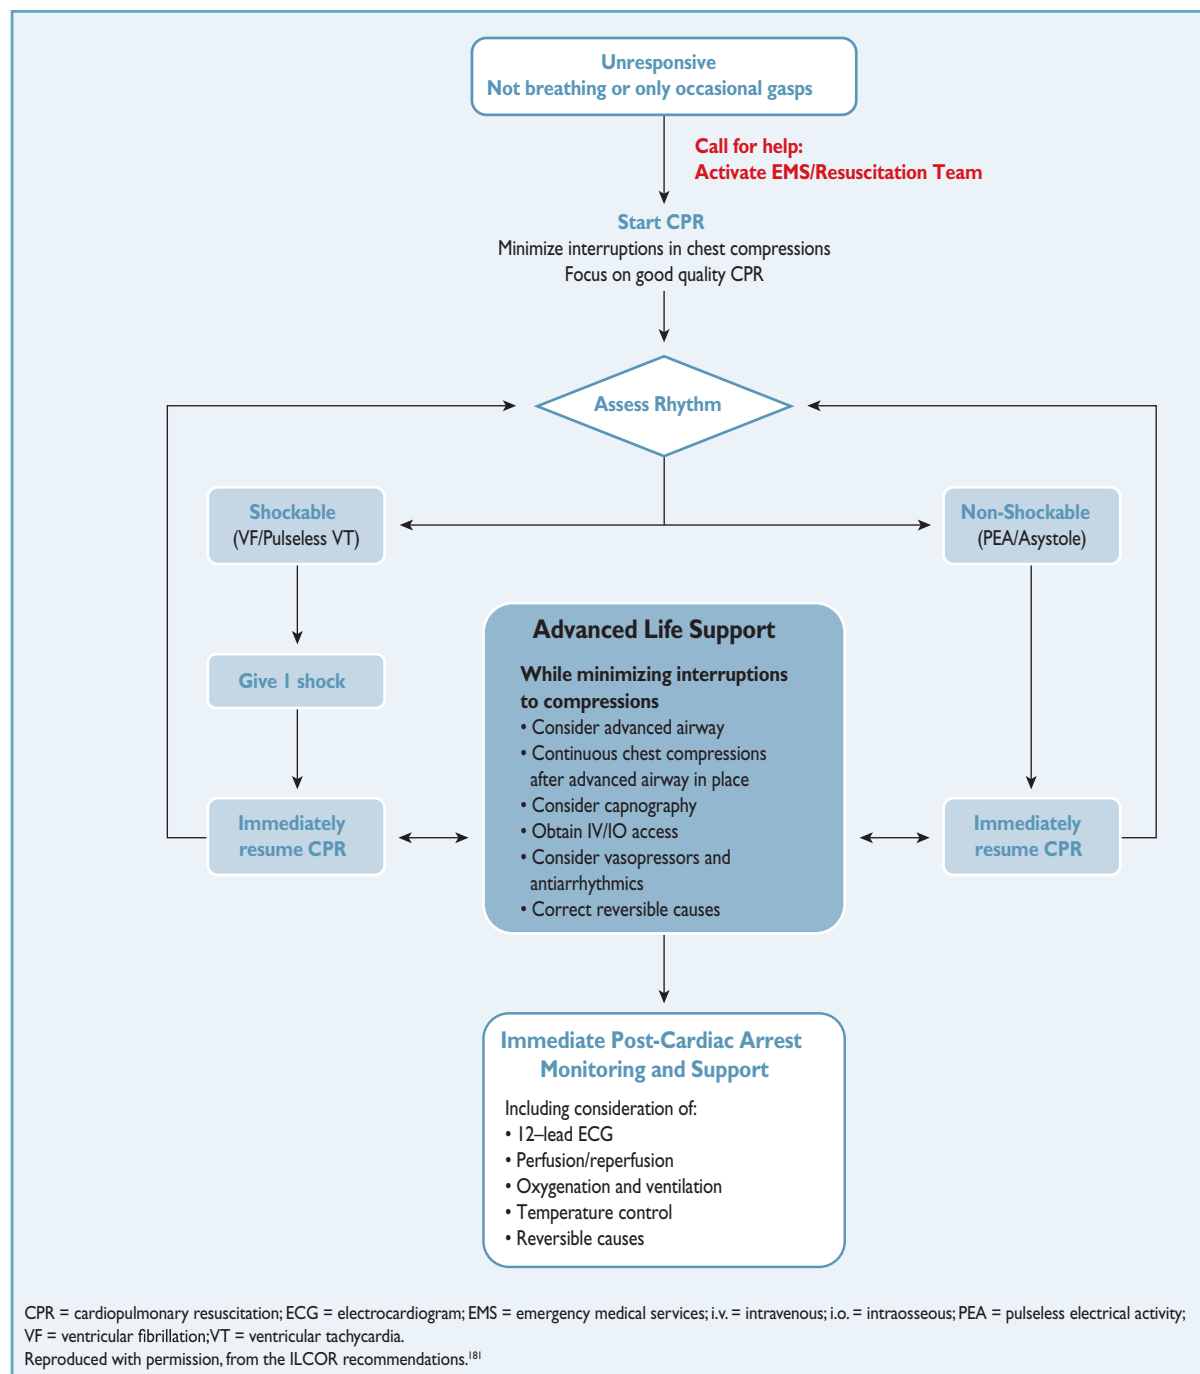 Unresponsive
Not breathing or only occasional gasps
Call for help:
Activate EMS/Resuscitation Team
Start CPR
Minimize interruptions in chest compressions
Focus on good quality CPR
Assess Rhythm
Shockable
(VF/Pulseless VT)
Non-Shockable
(PEA/Asystole)
Give 1 shock
Immediately
resume CPR
Advanced Life Support
While minimizing interruptions
to compressions
• Consider advanced airway
• Continuous chest compressions
after advanced airway in place
• Consider capnography
• Obtain IV/IO access
• Consider vasopressors and
antiarrhythmics
• Correct reversible causes
Immediately
resume CPR
Immediate Post-Cardiac Arrest
Monitoring and Support
Including consideration of:
• 12–lead ECG
• Perfusion/reperfusion
• Oxygenation and ventilation
• Temperature control
• Reversible causes
CPR = cardiopulmonary resuscitation; ECG = electrocardiogram; EMS = emergency medical services; i.v. = intravenous; i.o. = intraosseous; PEA = pulseless electrical activity;
VF = ventricular fibrillation; VT = ventricular tachycardia.
Reproduced with permission, from the ILCOR recommendations.181